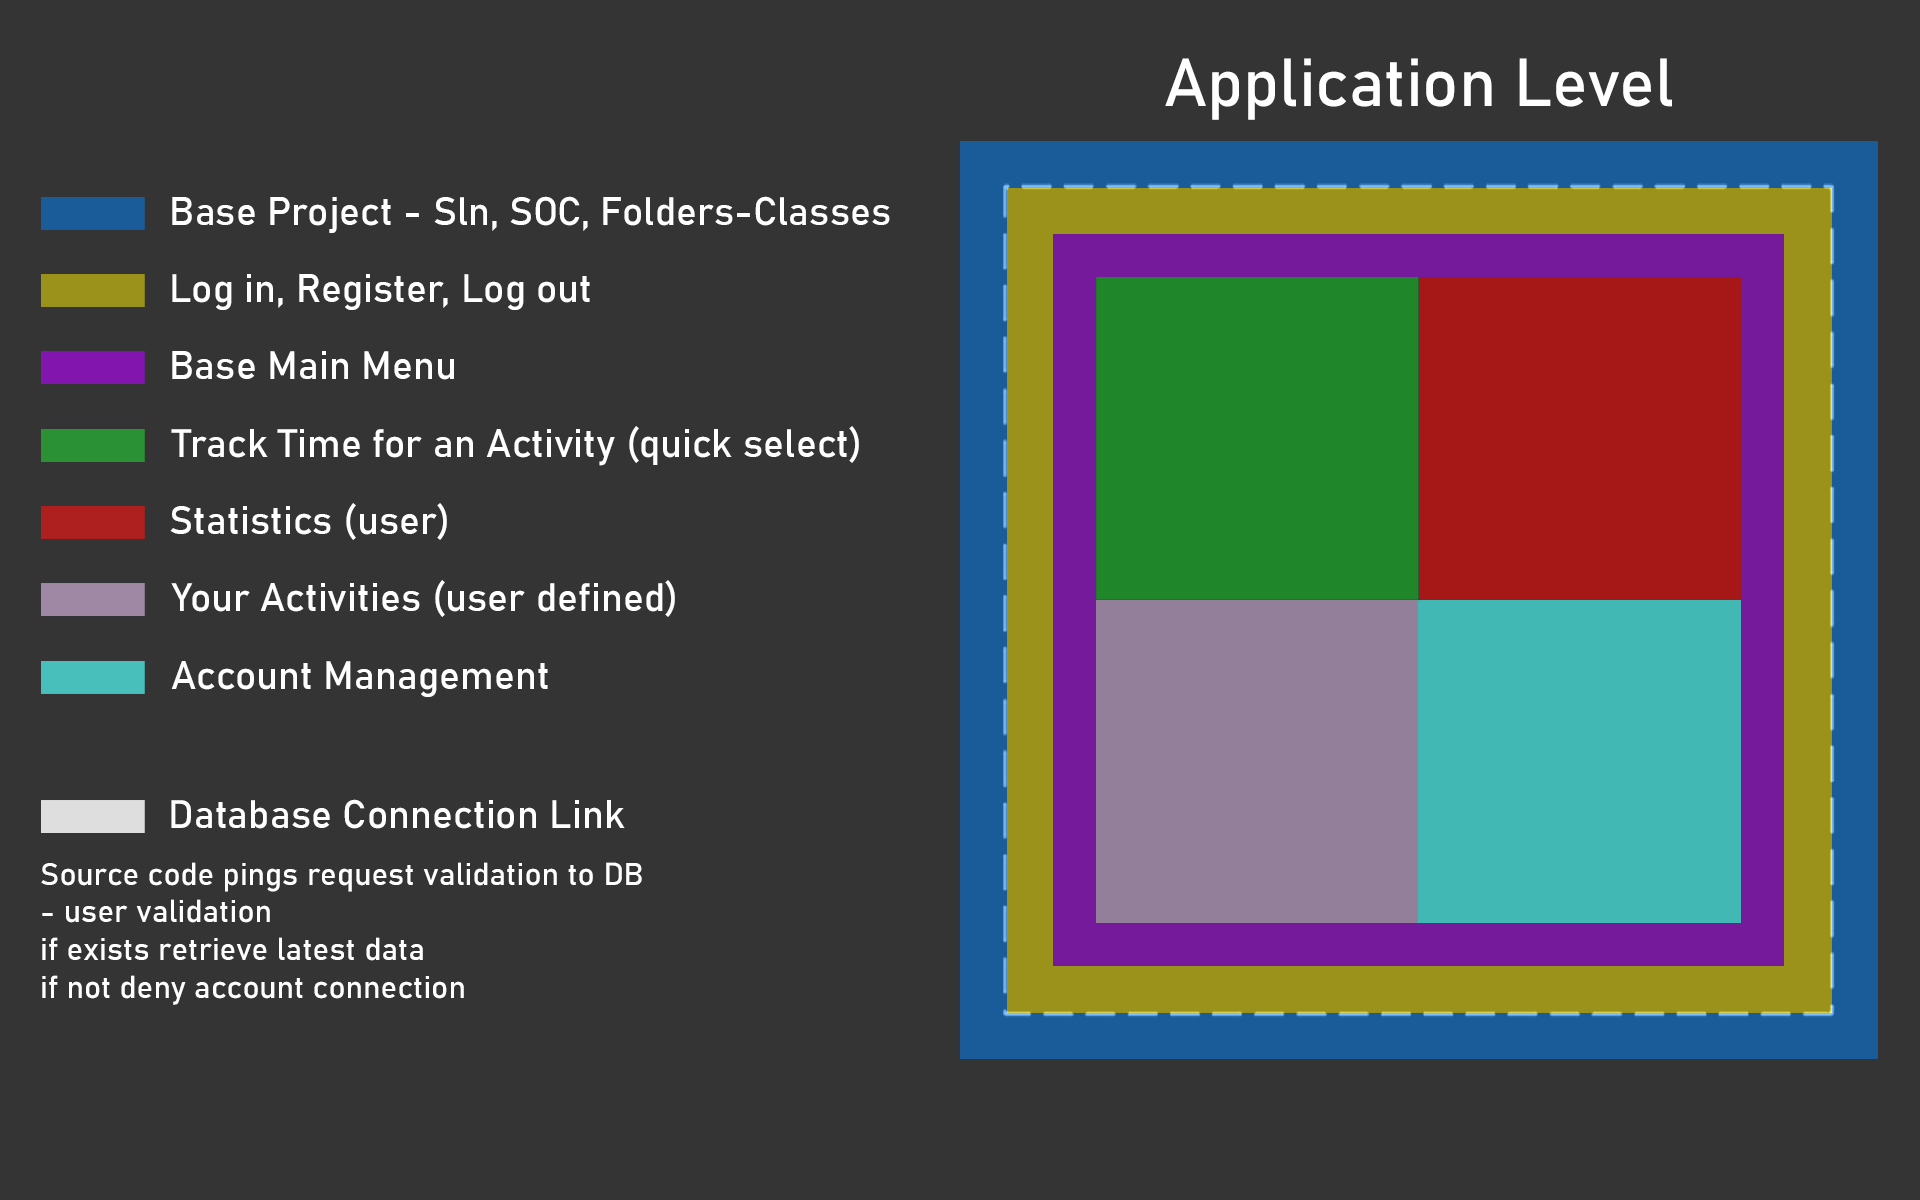 Application Level
Base Project - Sln, SOC, Folders-Classes
Log in, Register, Log out
Base Main Menu
Track Time for an Activity (quick select)
Statistics (user)
Your Activities (user defined)
Account Management
Database Connection Link
Source code pings request validation to DB
- user validation
if exists retrieve latest data
if not deny account connection